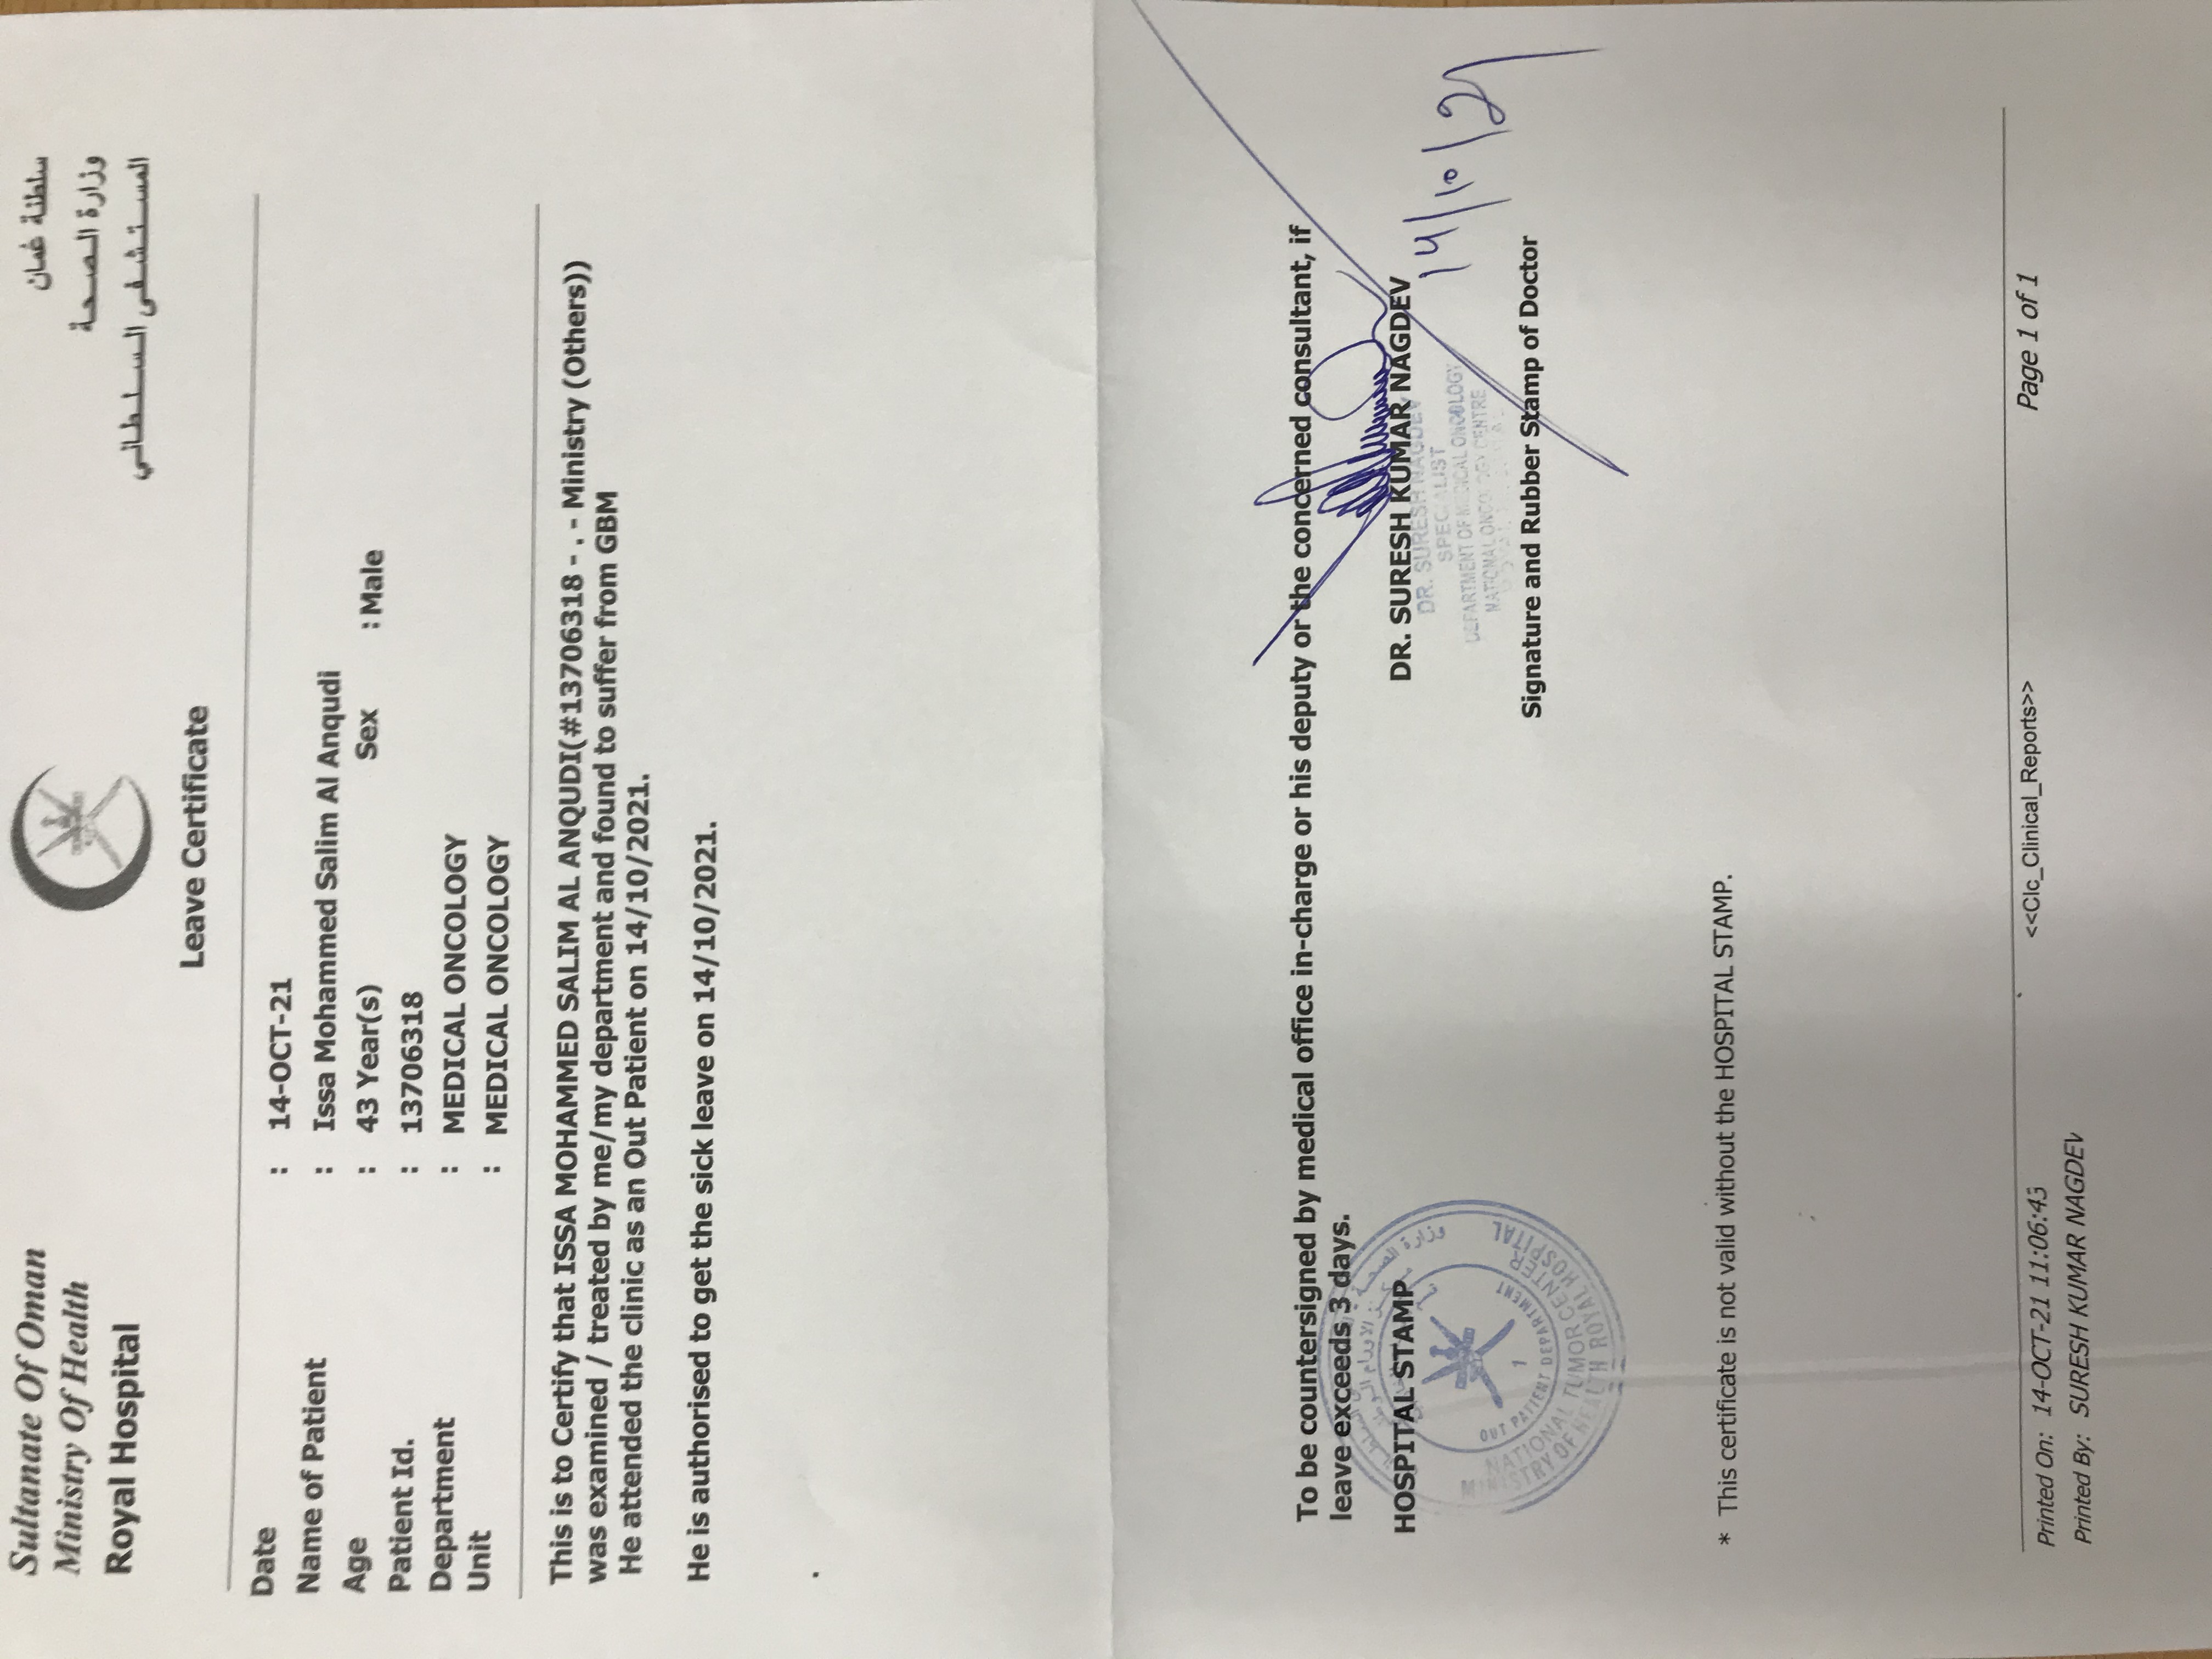 Sultanate Of Oman
Ministry Of Health
Royal Hospital
سلطنة عُمان
وزارة الصحة
المستشفى السلطاني
Leave Certificate
Date : 14-OCT-21
Name of Patient : Issa Mohammed Salim Al Anqudi
Age : 43 Year(s) Sex : Male
Patient Id. : 13706318
Department : MEDICAL ONCOLOGY
Unit : MEDICAL ONCOLOGY
This is to Certify that ISSA MOHAMMED SALIM AL ANQUDI(#13706318 - . - Ministry (Others))
was examined / treated by me/my department and found to suffer from GBM
He attended the clinic as an Out Patient on 14/10/2021.
He is authorised to get the sick leave on 14/10/2021.
.
To be countersigned by medical office in-charge or his deputy or the concerned consultant, if
leave exceeds 3 days.
HOSPITAL STAMP
وزارة الصحة
OUT PATIENT DEPARTMENT
1
NATIONAL TUMOR CENTER
MINISTRY OF HEALTH ROYAL HOSPITAL
DR. SURESH KUMAR NAGDEV
DR. SURESH NAGDEV
SPECIALIST
DEPARTMENT OF MEDICAL ONCOLOGY
NATIONAL ONCOLOGY CENTRE
14/10/21
Signature and Rubber Stamp of Doctor
* This certificate is not valid without the HOSPITAL STAMP.
Printed On: 14-OCT-21 11:06:43
<<Clc_Clinical_Reports>>
Page 1 of 1
Printed By: SURESH KUMAR NAGDEV